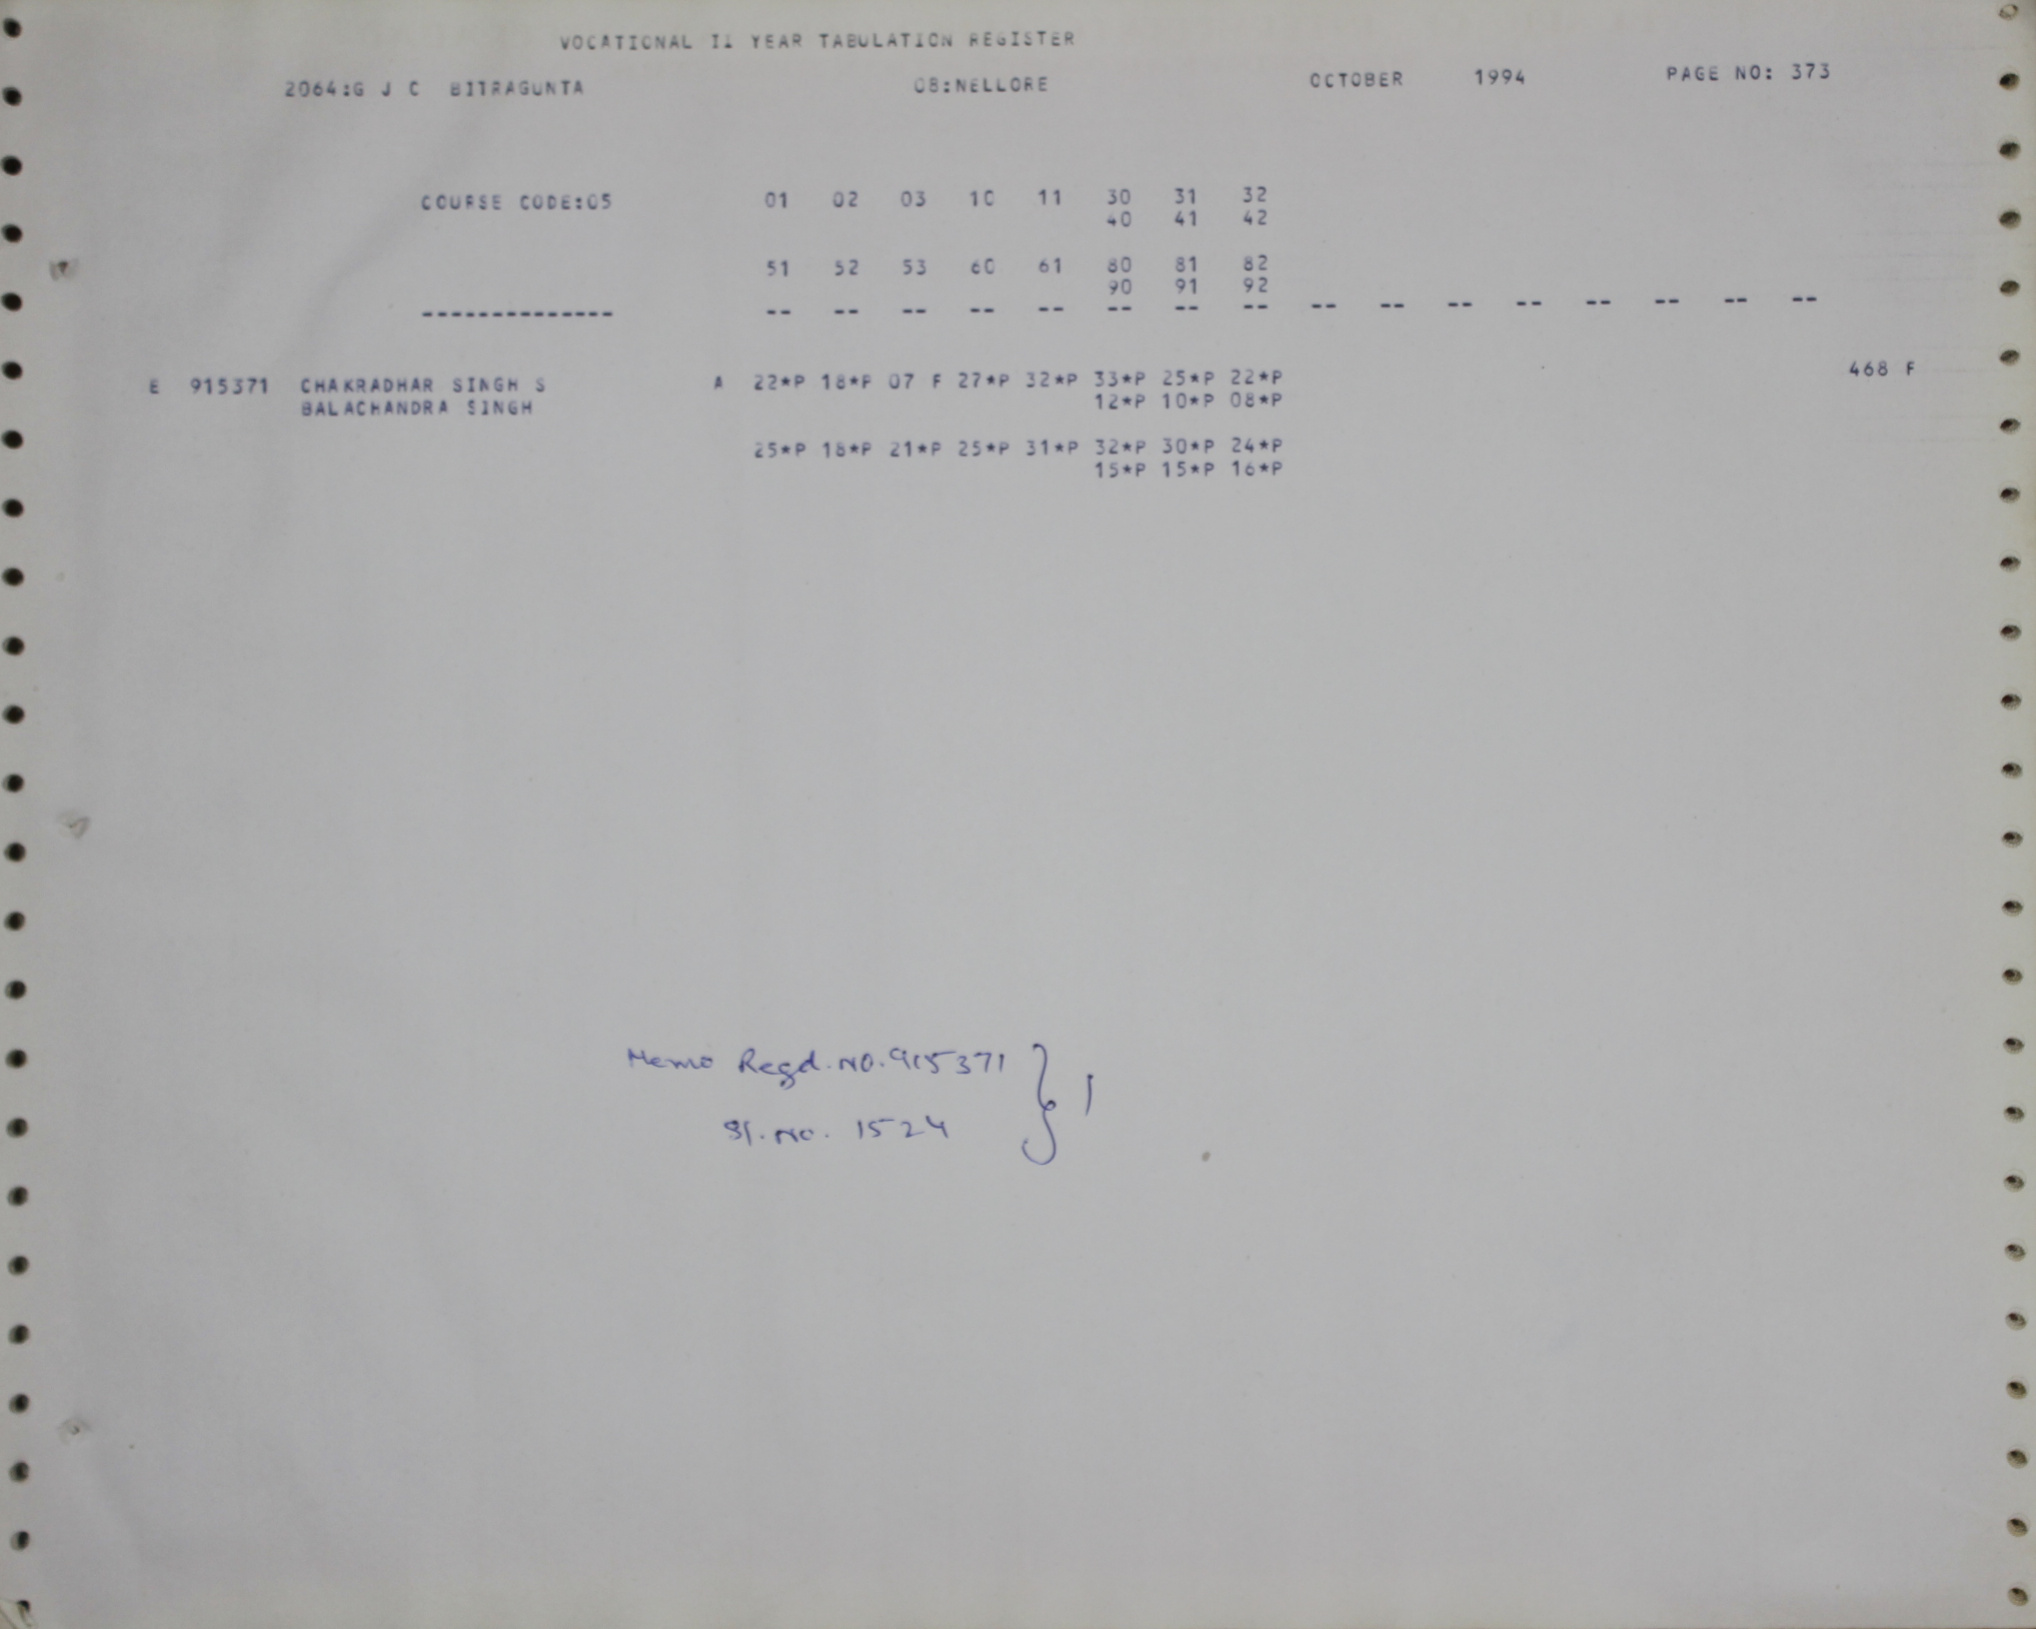 VOCATIONAL II YEAR TABULATION REGISTER
2064:G J C BITRAGUNTA 08:NELLORE OCTOBER 1994 PAGE NO: 373
COURSE CODE:05 01 02 03 10 11 30 31 32
40 41 42
51 52 53 60 61 80 81 82
90 91 92
-------------- -- -- -- -- -- -- -- -- -- -- -- -- -- -- -- --
E 915371 CHAKRADHAR SINGH S A 22*P 18*P 07 F 27*P 32*P 33*P 25*P 22*P 468 F
BALACHANDRA SINGH 12*P 10*P 08*P
25*P 18*P 21*P 25*P 31*P 32*P 30*P 24*P
15*P 15*P 16*P
Memo Regd. No. 915371 } 1
Sl. No. 1524